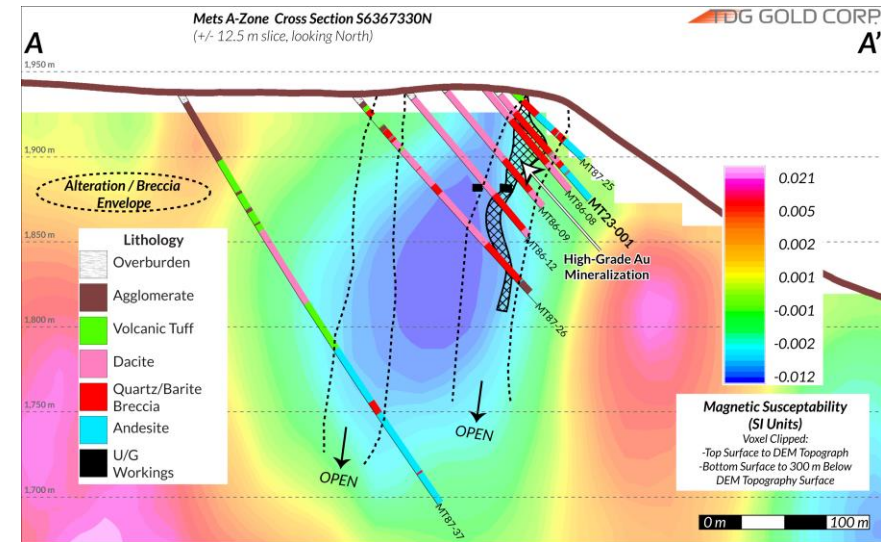 Mets A-Zone Cross Section S6367330N
(+/- 12.5 m slice, looking North)
TDG GOLD CORP.
A
A'
1,950 m
1,900 m
1,850 m
1,800 m
1,750 m
1,700 m
Alteration / Breccia
Envelope
Lithology
Overburden
Agglomerate
Volcanic Tuff
Dacite
Quartz/Barite
Breccia
Andesite
U/G
Workings
MT87-25
MT23-001
MT86-08
MT86-09
MT86-12
MT87-26
MT87-37
High-Grade Au
Mineralization
OPEN
OPEN
0.021
0.005
0.002
0.001
-0.001
-0.002
-0.012
Magnetic Susceptability
(SI Units)
Voxel Clipped:
-Top Surface to DEM Topograph
-Bottom Surface to 300 m Below
DEM Topography Surface
0 m
100 m